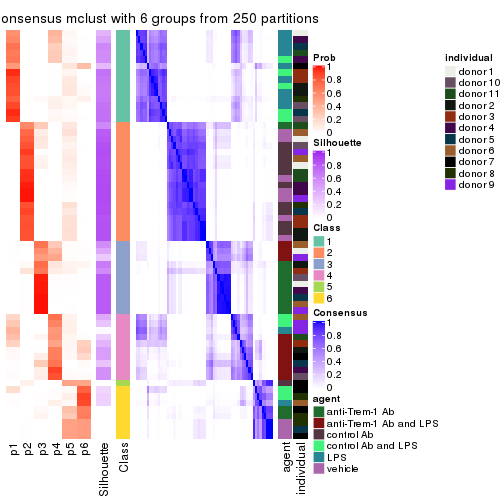 onsensus mclust with 6 groups from 250 partitions
Prob
1
0.8
0.6
0.4
0.2
0
Silhouette
1
0.8
0.6
0.4
0.2
0
Class
1
2
3
4
5
6
Consensus
1
0.8
0.6
0.4
0.2
0
agent
anti-Trem-1 Ab
anti-Trem-1 Ab and LPS
control Ab
control Ab and LPS
LPS
vehicle
individual
donor 1
donor 10
donor 11
donor 2
donor 3
donor 4
donor 5
donor 6
donor 7
donor 8
donor 9
p1
p2
p3
p4
p5
p6
Silhouette
Class
agent
individual